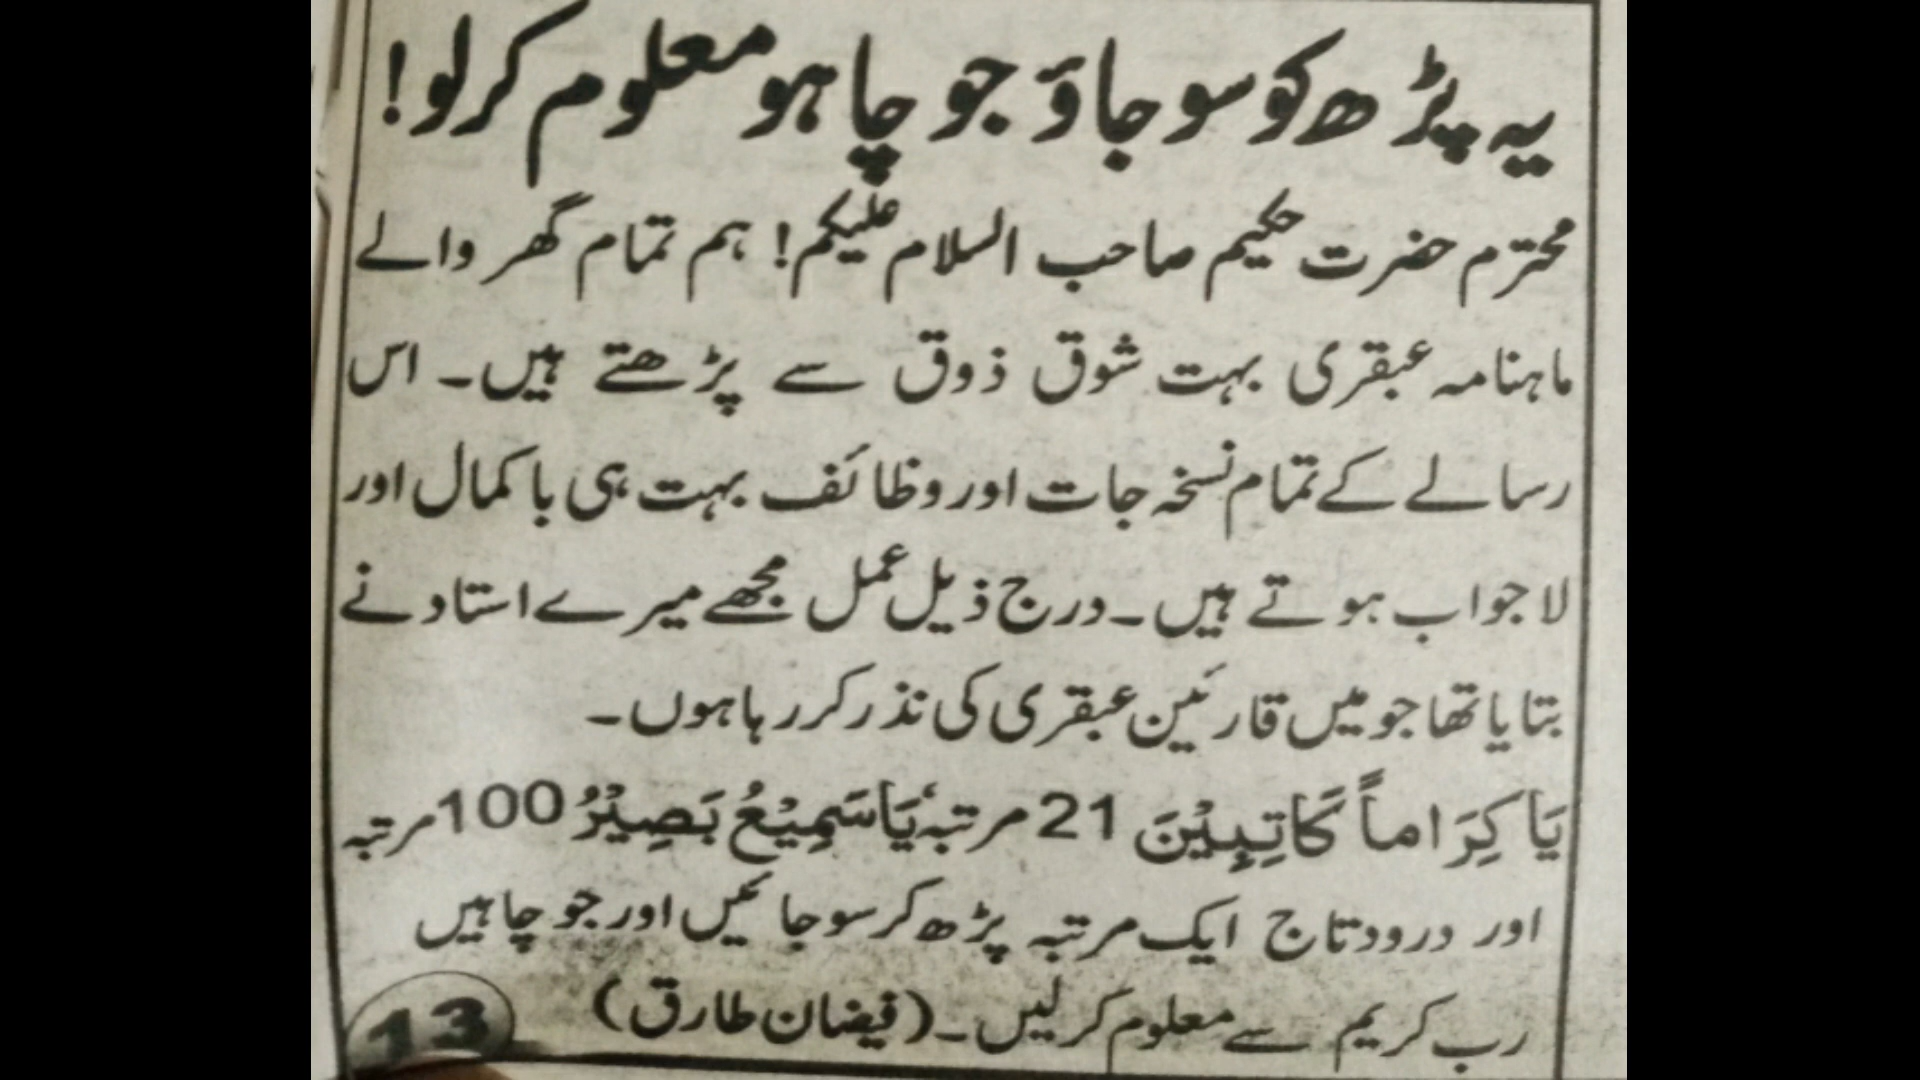 یہ پڑھ کو سو جاؤ جو چاہو معلوم کرلو!
محترم حضرت حکیم صاحب السلام علیکم! ہم تمام گھر والے
ماہنامہ عبقری بہت شوق ذوق سے پڑھتے ہیں۔ اس
رسالے کے تمام نسخہ جات اور وظائف بہت ہی باکمال اور
لاجواب ہوتے ہیں۔ درج ذیل عمل مجھے میرے استاد نے
بتایا تھا جو میں قارئین عبقری کی نذر کر رہا ہوں۔
یَا کِرَاماً کَاتِبِیْنَ 21 مرتبہ یَاسَمِیْعُ بَصِیْرُ 100 مرتبہ
اور درود تاج ایک مرتبہ پڑھ کر سو جائیں اور جو چاہیں
رب کریم سے معلوم کرلیں۔ (فیضان طارق)
13